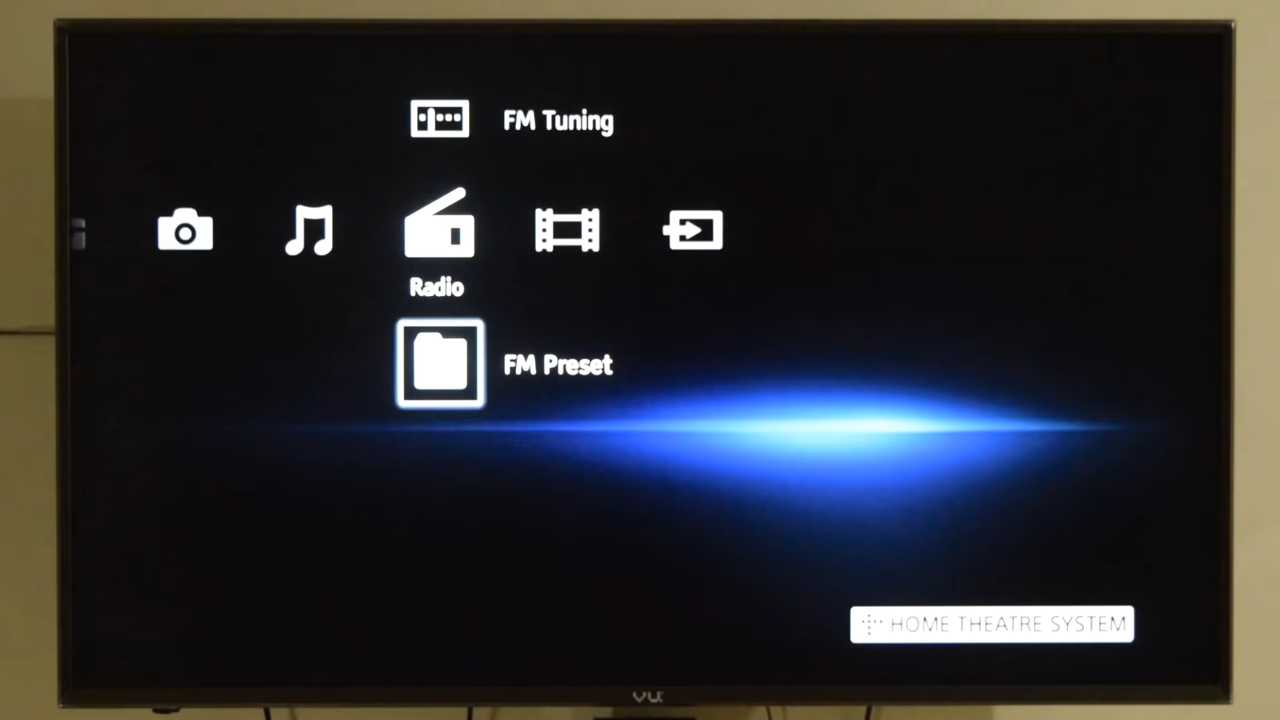 FM Tuning
Radio
FM Preset
HOME THEATRE SYSTEM
VU